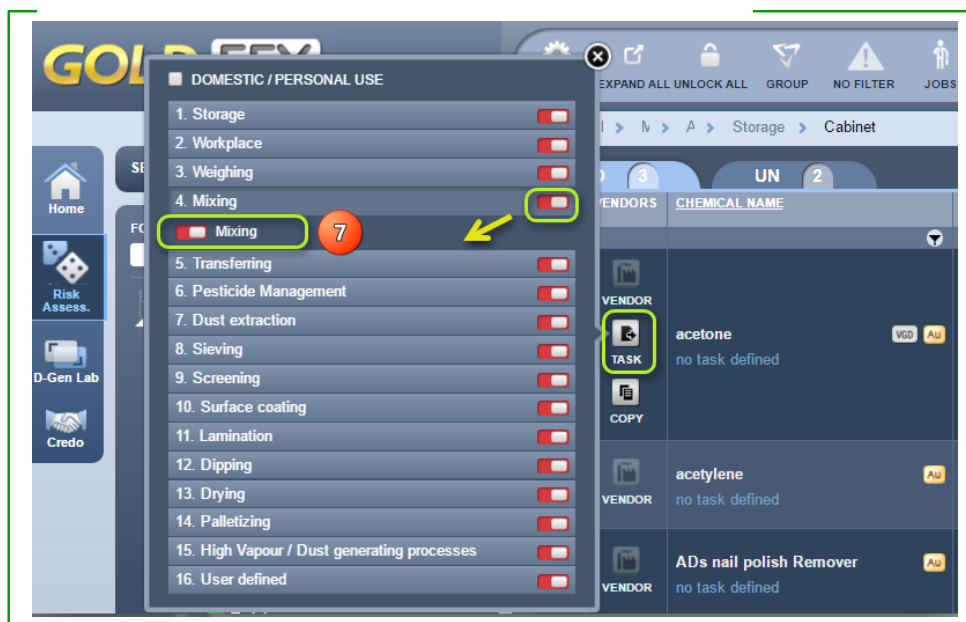 GOLD FFX
EXPAND ALL UNLOCK ALL GROUP NO FILTER JOBS
DOMESTIC / PERSONAL USE
Storage > Cabinet
1. Storage
2. Workplace
3. Weighing
4. Mixing
Mixing
7
5. Transferring
6. Pesticide Management
7. Dust extraction
8. Sieving
9. Screening
10. Surface coating
11. Lamination
12. Dipping
13. Drying
14. Palletizing
15. High Vapour / Dust generating processes
16. User defined
Home
Risk
Assess.
D-Gen Lab
Credo
3 UN 2
ENDORS CHEMICAL NAME
VENDOR
TASK
COPY
acetone VGD Au
no task defined
acetylene Au
VENDOR no task defined
ADs nail polish Remover Au
VENDOR no task defined